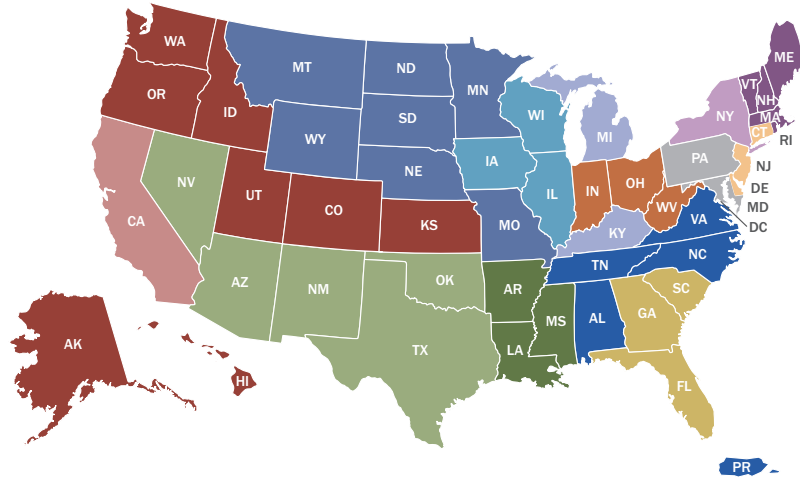 ME
WA
VT
MT
ND
NH
MN
OR
ID
WI
NY
MA
SD
CT
MI
RI
WY
PA
IA
NJ
NE
NV
OH
IN
DE
UT
IL
CO
WV
MD
CA
KS
MO
VA
DC
KY
NC
TN
AZ
NM
OK
AR
SC
GA
MS
AL
AK
TX
LA
HI
FL
PR